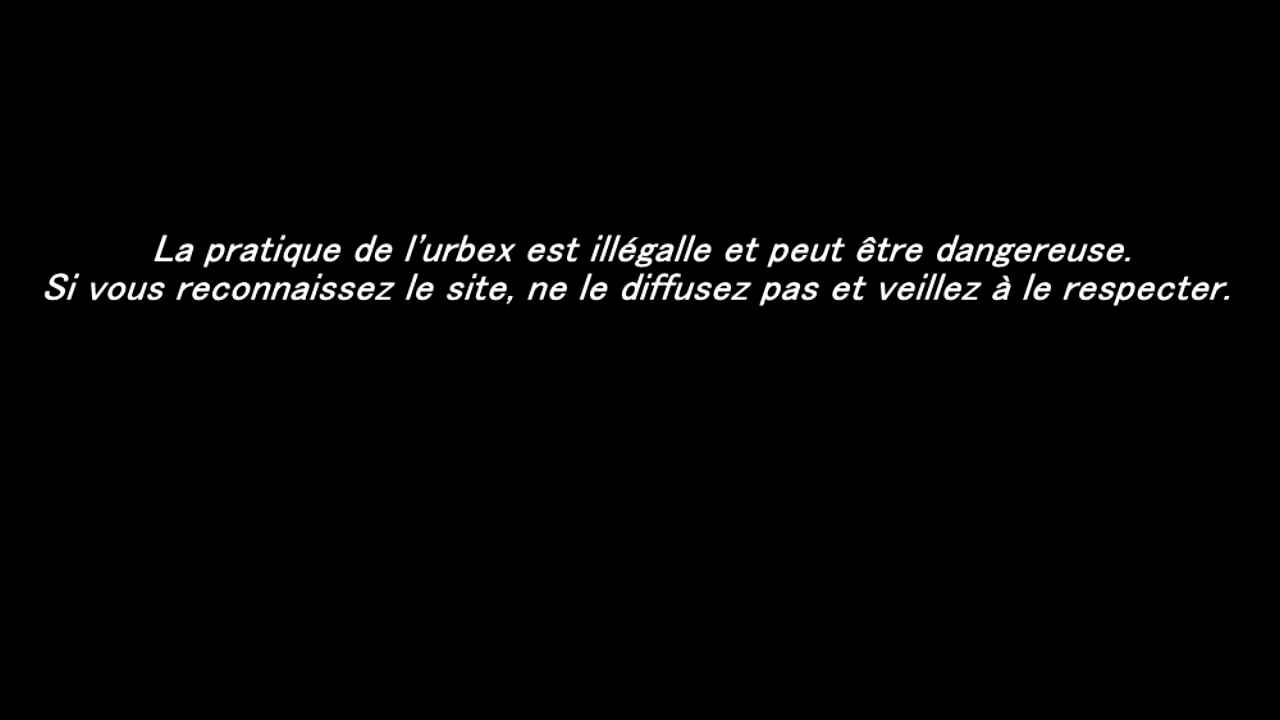 La pratique de l'urbex est illégalle et peut être dangereuse.
Si vous reconnaissez le site, ne le diffusez pas et veillez à le respecter.